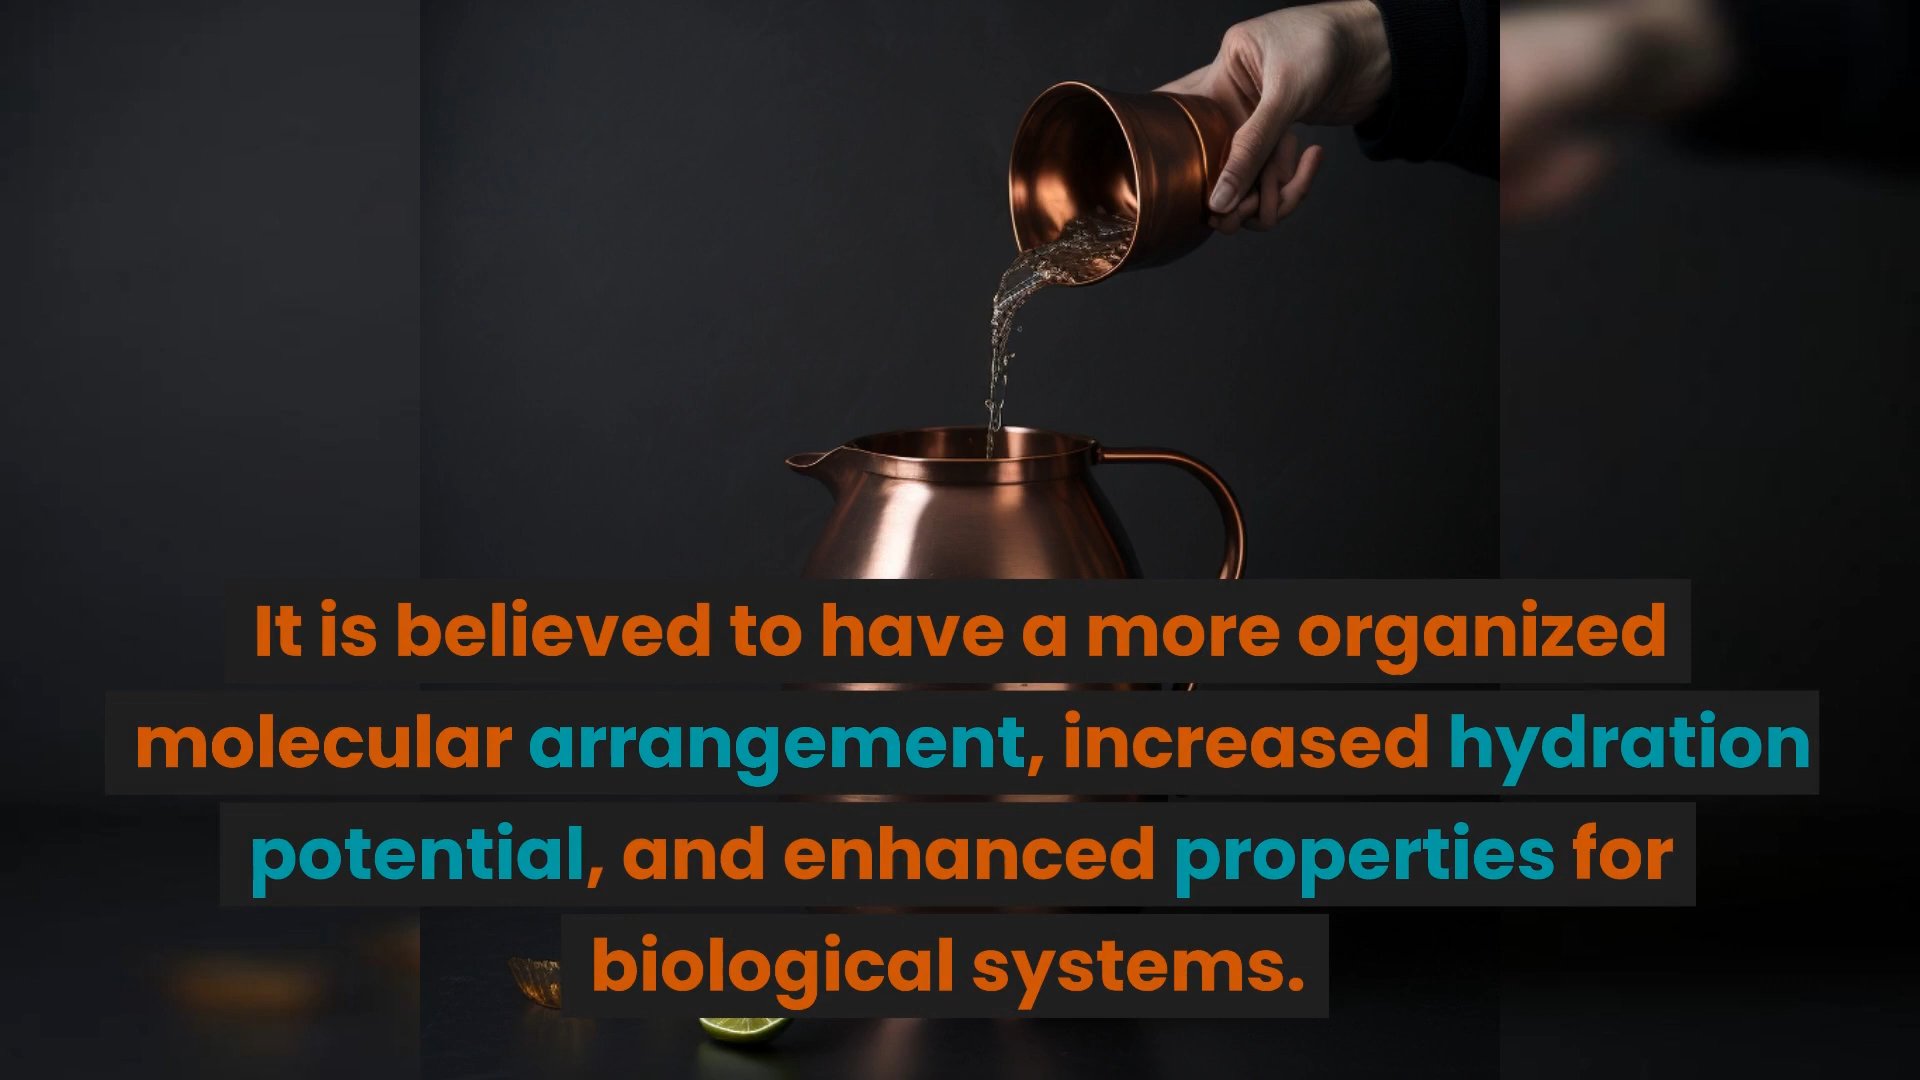 It is believed to have a more organized
molecular arrangement, increased hydration
potential, and enhanced properties for
biological systems.